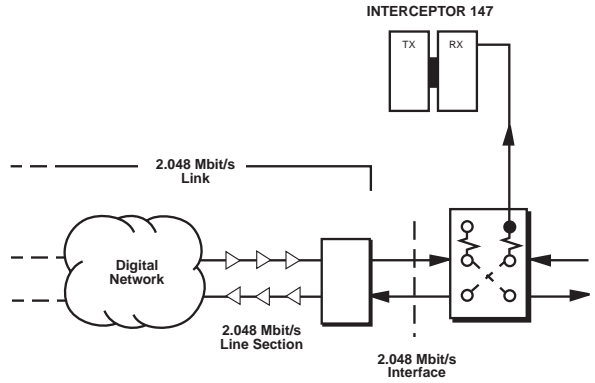 INTERCEPTOR 147
TX
RX
2.048 Mbit/s
Link
Digital
Network
2.048 Mbit/s
Line Section
2.048 Mbit/s
Interface